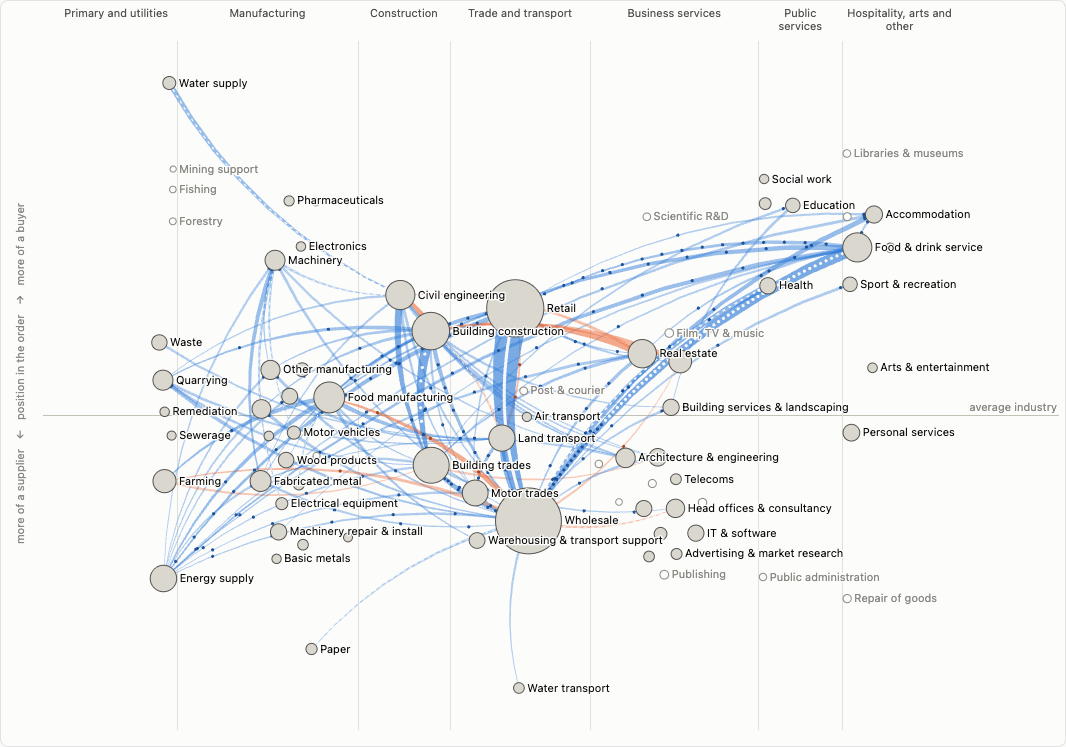 Primary and utilities
Manufacturing
Construction
Trade and transport
Business services
Public
services
Hospitality, arts and
other
more of a supplier ← position in the order → more of a buyer
Water supply
Libraries & museums
Mining support
Social work
Fishing
Pharmaceuticals
Education
Forestry
Scientific R&D
Accommodation
Electronics
Food & drink service
Machinery
Health
Sport & recreation
Civil engineering
Retail
Building construction
Film, TV & music
Waste
Real estate
Other manufacturing
Arts & entertainment
Quarrying
Post & courier
Food manufacturing
average industry
Remediation
Air transport
Building services & landscaping
Sewerage
Motor vehicles
Land transport
Personal services
Wood products
Building trades
Architecture & engineering
Farming
Fabricated metal
Telecoms
Motor trades
Electrical equipment
Head offices & consultancy
Wholesale
Machinery repair & install
IT & software
Warehousing & transport support
Basic metals
Advertising & market research
Energy supply
Publishing
Public administration
Repair of goods
Paper
Water transport